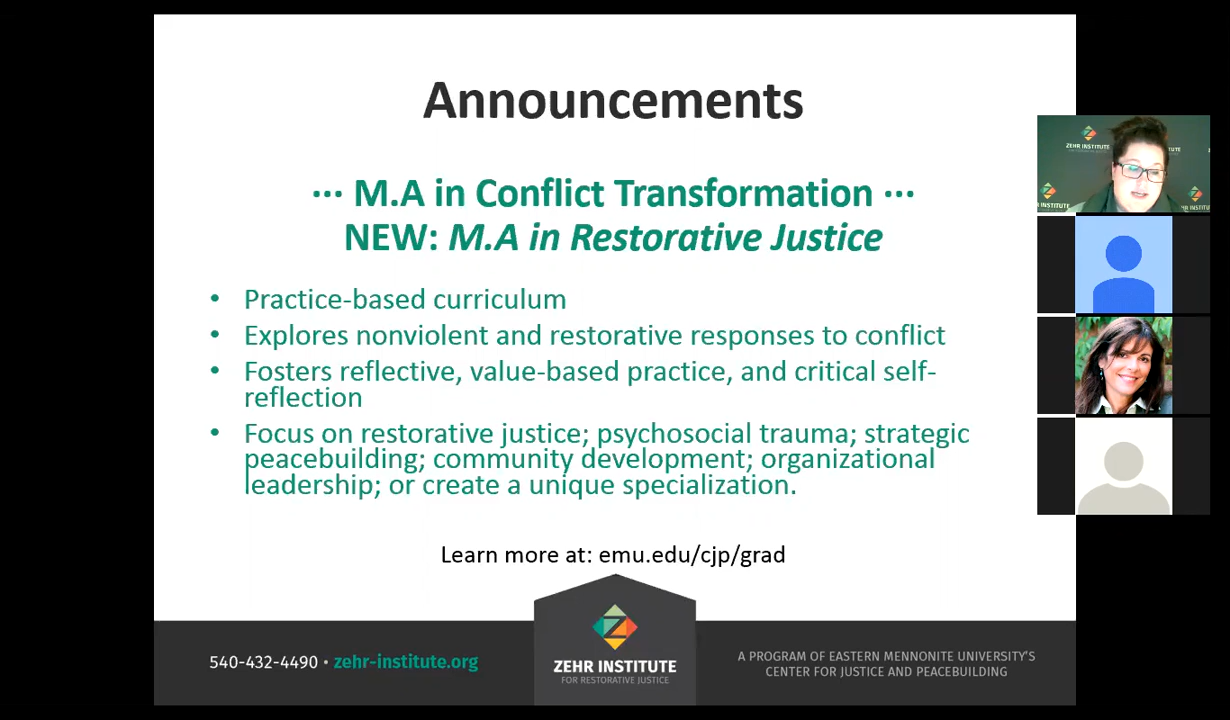 Announcements
··· M.A in Conflict Transformation ···
NEW: M.A in Restorative Justice
• Practice-based curriculum
• Explores nonviolent and restorative responses to conflict
• Fosters reflective, value-based practice, and critical self-
reflection
• Focus on restorative justice; psychosocial trauma; strategic
peacebuilding; community development; organizational
leadership; or create a unique specialization.
Learn more at: emu.edu/cjp/grad
540-432-4490 • zehr-institute.org
ZEHR INSTITUTE
FOR RESTORATIVE JUSTICE
A PROGRAM OF EASTERN MENNONITE UNIVERSITY'S
CENTER FOR JUSTICE AND PEACEBUILDING
ZEHR INSTITUTE